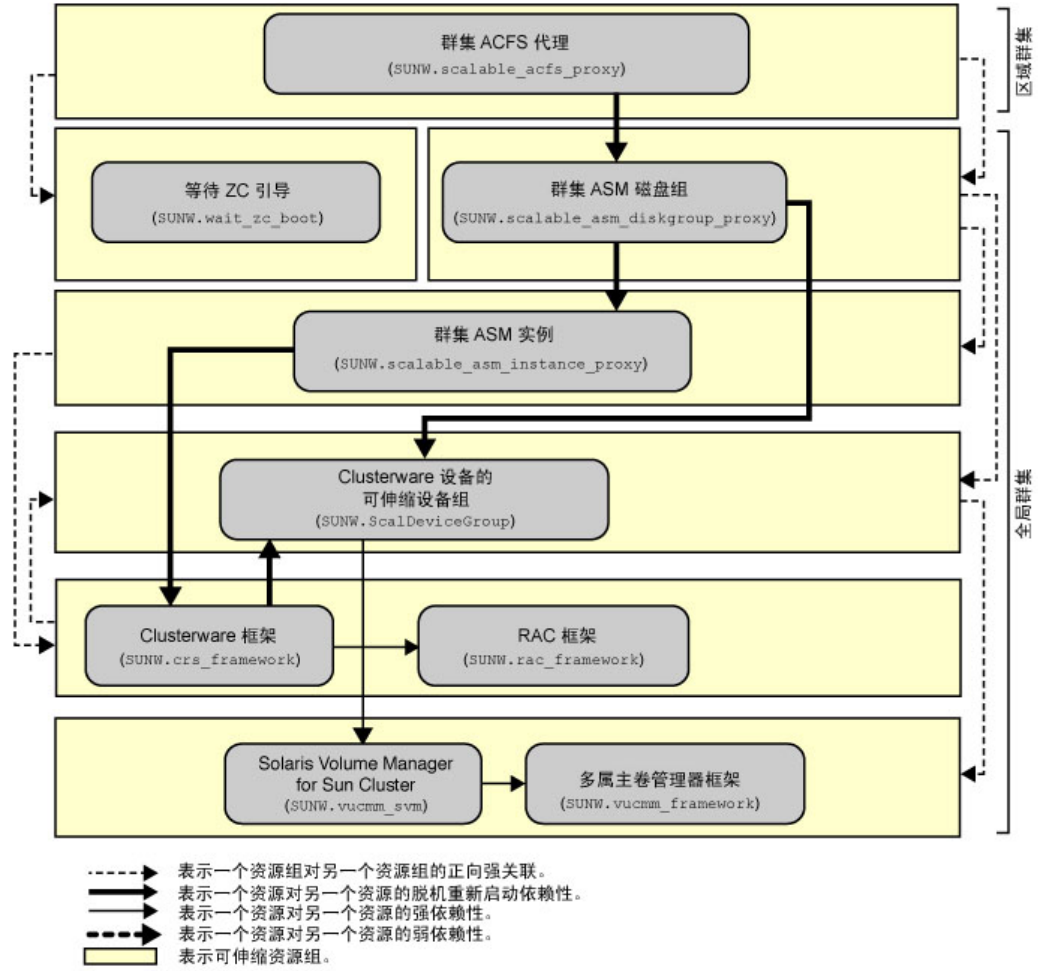 群集 ACFS 代理
(SUNW.scalable_acfs_proxy)
区域群集
等待 ZC 引导
(SUNW.wait_zc_boot)
群集 ASM 磁盘组
(SUNW.scalable_asm_diskgroup_proxy)
群集 ASM 实例
(SUNW.scalable_asm_instance_proxy)
Clusterware 设备的
可伸缩设备组
(SUNW.ScalDeviceGroup)
全局群集
Clusterware 框架
(SUNW.crs_framework)
RAC 框架
(SUNW.rac_framework)
Solaris Volume Manager
for Sun Cluster
(SUNW.vucmm_svm)
多属主卷管理器框架
(SUNW.vucmm_framework)
表示一个资源组对另一个资源组的正向强关联。
表示一个资源对另一个资源的脱机重新启动依赖性。
表示一个资源对另一个资源的强依赖性。
表示一个资源对另一个资源的弱依赖性。
表示可伸缩资源组。